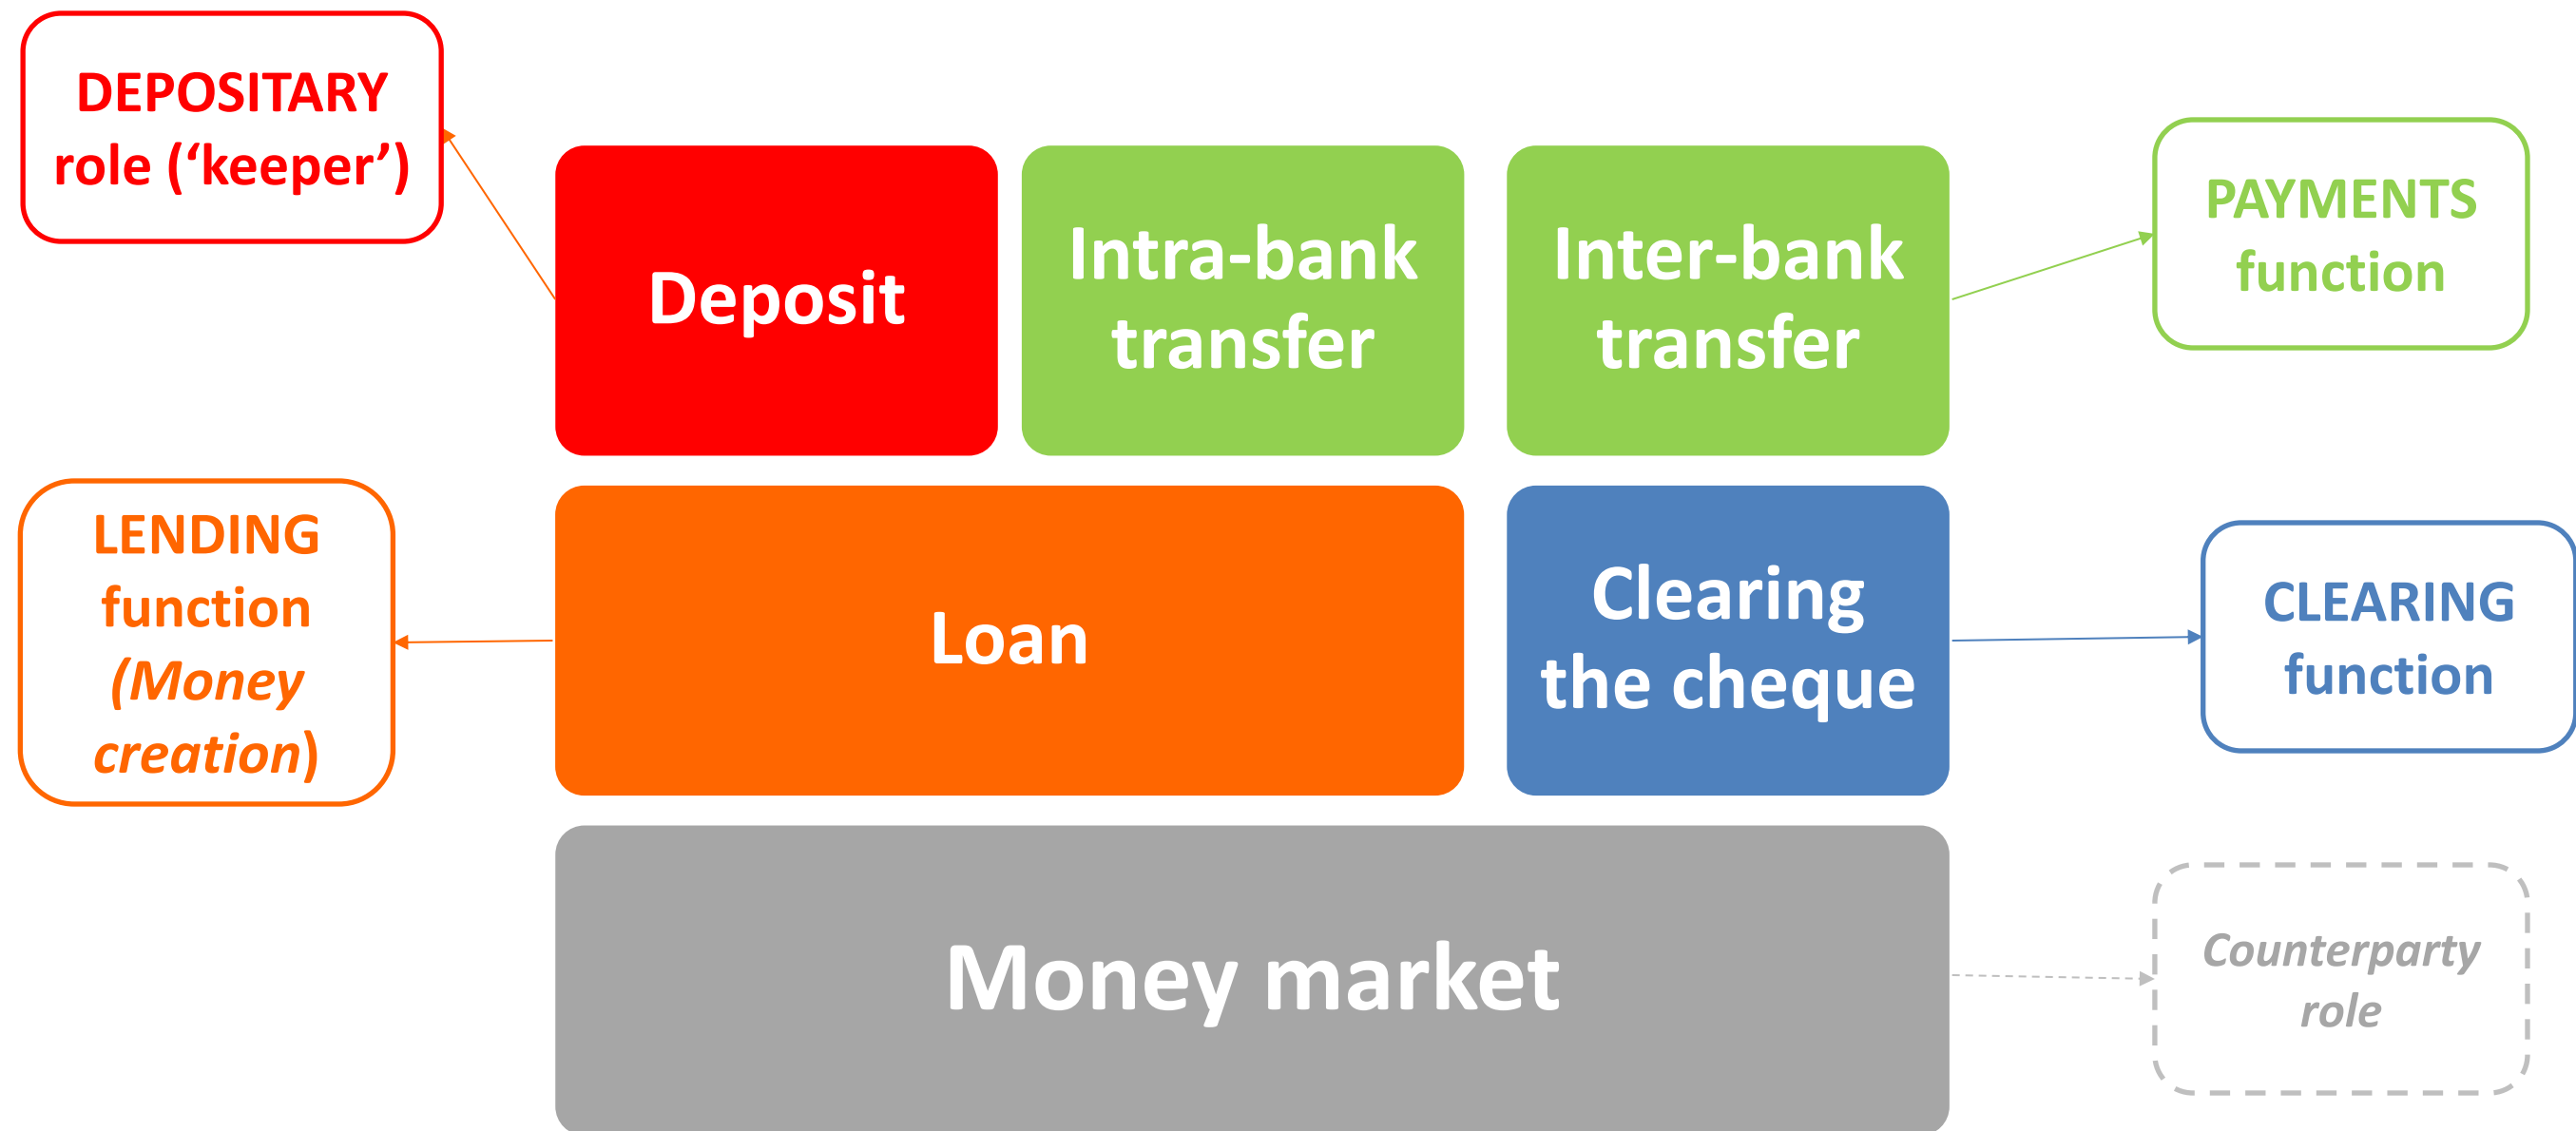 DEPOSITARY
role (‘keeper’)
Deposit
Intra-bank
transfer
Inter-bank
transfer
PAYMENTS
function
LENDING
function
(Money
creation)
Loan
Clearing
the cheque
CLEARING
function
Money market
Counterparty
role